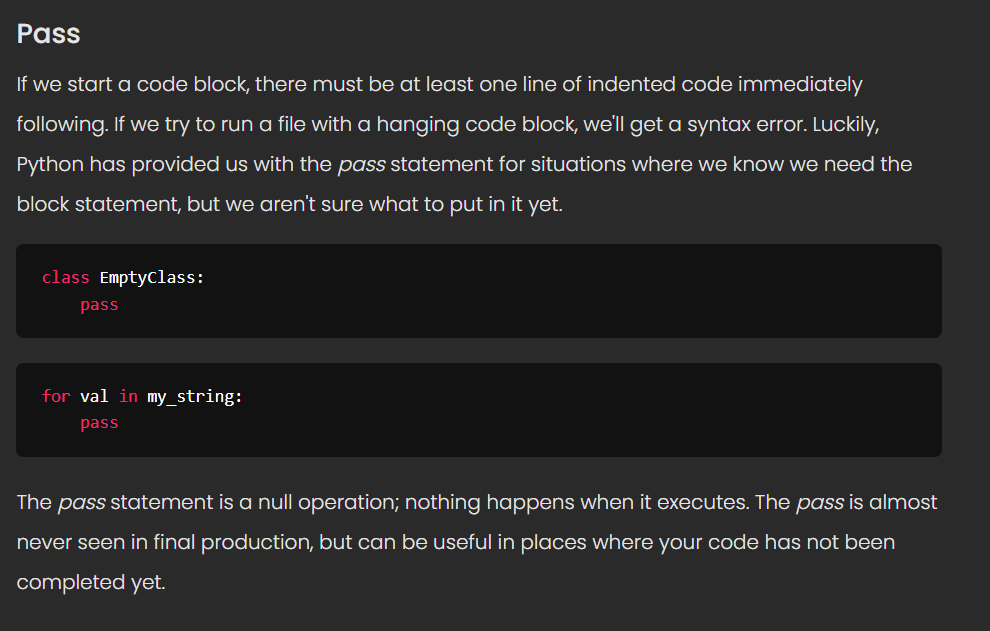 Pass
If we start a code block, there must be at least one line of indented code immediately
following. If we try to run a file with a hanging code block, we'll get a syntax error. Luckily,
Python has provided us with the pass statement for situations where we know we need the
block statement, but we aren't sure what to put in it yet.
class EmptyClass:
    pass
for val in my_string:
    pass
The pass statement is a null operation; nothing happens when it executes. The pass is almost
never seen in final production, but can be useful in places where your code has not been
completed yet.